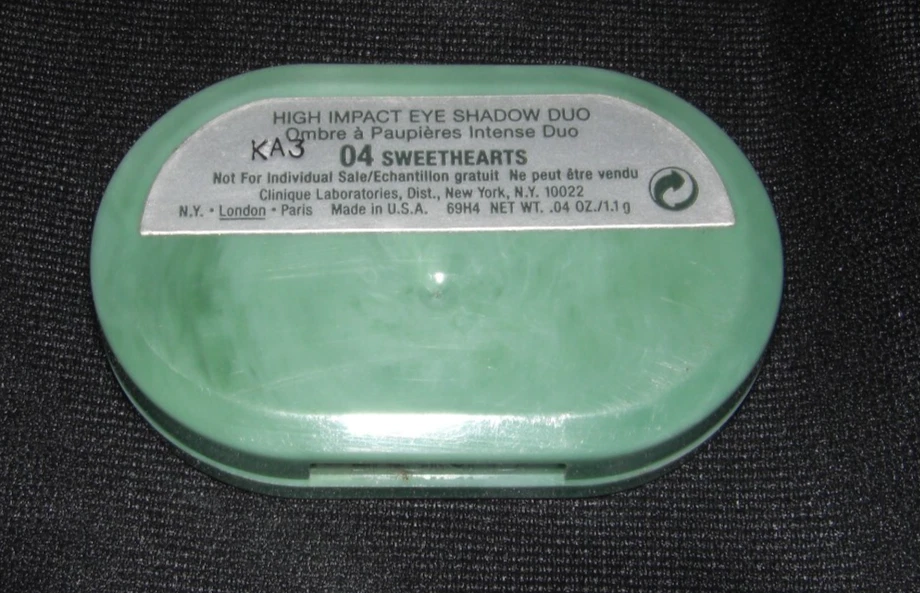 HIGH IMPACT EYE SHADOW DUO
Ombre à Paupières Intense Duo
KA3
04 SWEETHEARTS
Not For Individual Sale/Echantillon gratuit Ne peut être vendu
Clinique Laboratories, Dist., New York, N.Y. 10022
N.Y. • London • Paris Made in U.S.A. 69H4 NET WT. .04 OZ./1.1 g